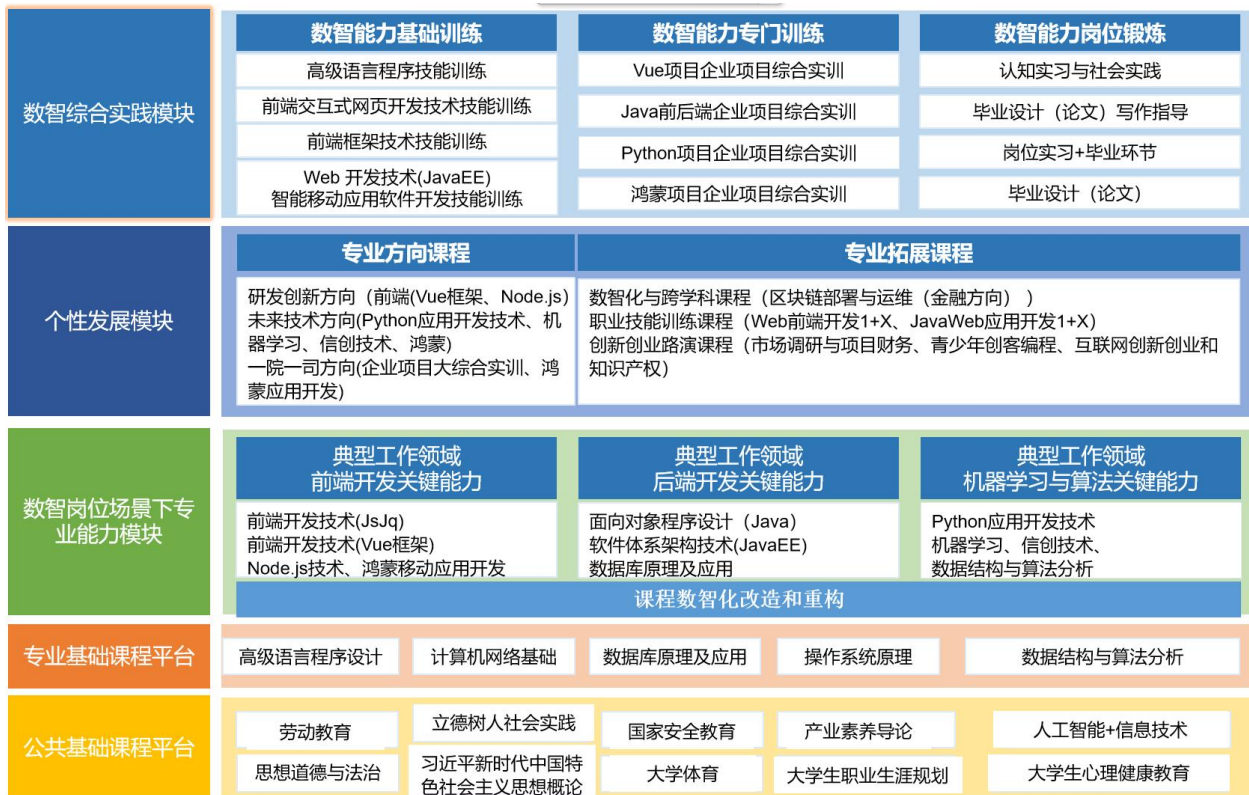 数智综合实践模块
数智能力基础训练
高级语言程序技能训练
前端交互式网页开发技术技能训练
前端框架技术技能训练
Web 开发技术(JavaEE)
智能移动应用软件开发技能训练
数智能力专门训练
Vue项目企业项目综合实训
Java前后端企业项目综合实训
Python项目企业项目综合实训
鸿蒙项目企业项目综合实训
数智能力岗位锻炼
认知实习与社会实践
毕业设计（论文）写作指导
岗位实习+毕业环节
毕业设计（论文）
个性发展模块
专业方向课程
研发创新方向（前端(Vue框架、Node.js)
未来技术方向(Python应用开发技术、机
器学习、信创技术、鸿蒙)
一院一司方向(企业项目大综合实训、鸿
蒙应用开发)
专业拓展课程
数智化与跨学科课程（区块链部署与运维（金融方向））
职业技能训练课程（Web前端开发1+X、JavaWeb应用开发1+X）
创新创业路演课程（市场调研与项目财务、青少年创客编程、互联网创新创业和
知识产权）
数智岗位场景下专
业能力模块
典型工作领域
前端开发关键能力
前端开发技术(JsJq)
前端开发技术(Vue框架)
Node.js技术、鸿蒙移动应用开发
典型工作领域
后端开发关键能力
面向对象程序设计（Java）
软件体系架构技术(JavaEE)
数据库原理及应用
典型工作领域
机器学习与算法关键能力
Python应用开发技术
机器学习、信创技术、
数据结构与算法分析
课程数智化改造和重构
专业基础课程平台
高级语言程序设计
计算机网络基础
数据库原理及应用
操作系统原理
数据结构与算法分析
公共基础课程平台
劳动教育
立德树人社会实践
国家安全教育
产业素养导论
人工智能+信息技术
思想道德与法治
习近平新时代中国特
色社会主义思想概论
大学体育
大学生职业生涯规划
大学生心理健康教育